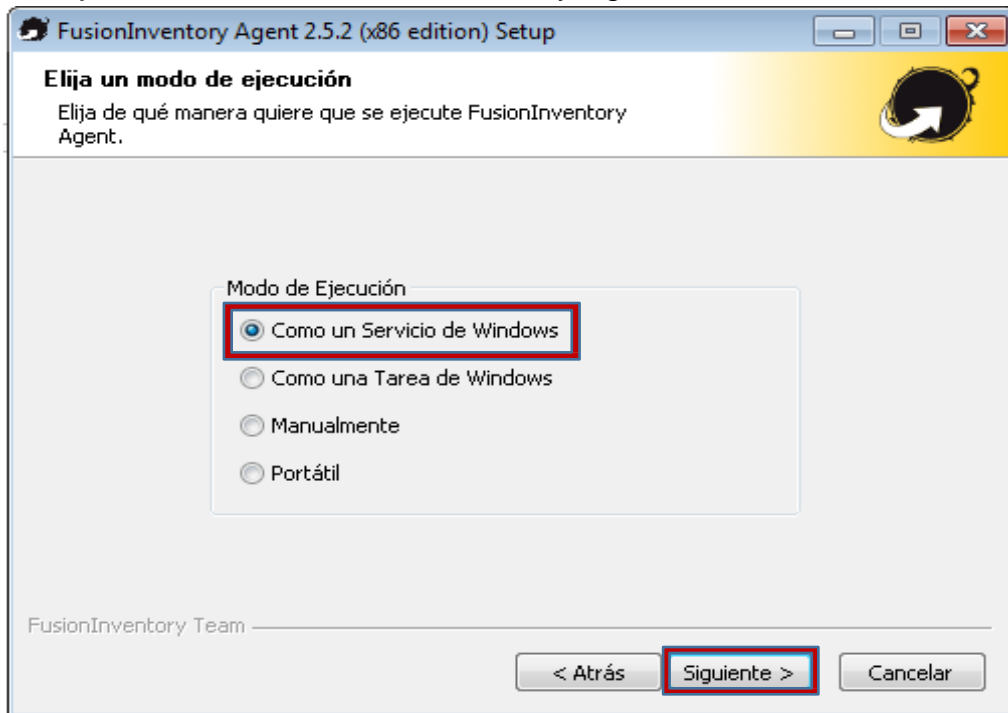 FusionInventory Agent 2.5.2 (x86 edition) Setup
Elija un modo de ejecución
Elija de qué manera quiere que se ejecute FusionInventory
Agent.
Modo de Ejecución
Como un Servicio de Windows
Como una Tarea de Windows
Manualmente
Portátil
FusionInventory Team
< Atrás
Siguiente >
Cancelar